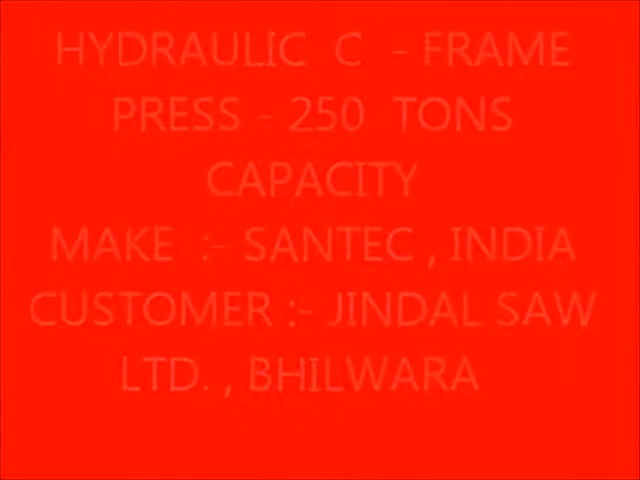 HYDRAULIC C - FRAME
PRESS - 250 TONS
CAPACITY
MAKE :- SANTEC , INDIA
CUSTOMER :- JINDAL SAW
LTD. , BHILWARA